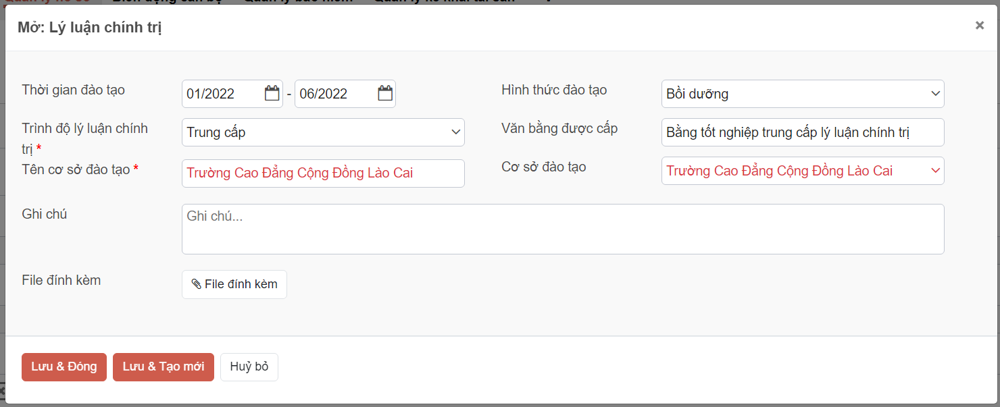 Mở: Lý luận chính trị
×
Thời gian đào tạo
01/2022 - 06/2022
Hình thức đào tạo
Bồi dưỡng
Trình độ lý luận chính
trị *
Trung cấp
Văn bằng được cấp
Bằng tốt nghiệp trung cấp lý luận chính trị
Tên cơ sở đào tạo *
Trường Cao Đẳng Cộng Đồng Lào Cai
Cơ sở đào tạo
Trường Cao Đẳng Cộng Đồng Lào Cai
Ghi chú
Ghi chú...
File đính kèm
File đính kèm
Lưu & Đóng
Lưu & Tạo mới
Huỷ bỏ